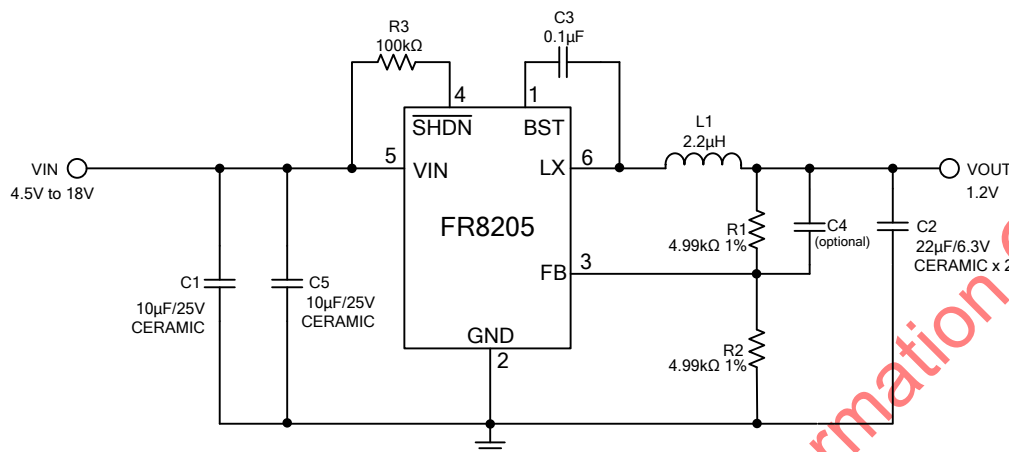 R3
100kΩ
C3
0.1µF
4
1
SHDN
BST
L1
2.2µH
VIN
4.5V to 18V
5
VIN
LX
6
VOUT
1.2V
FR8205
R1
4.99kΩ 1%
C4
(optional)
C2
22µF/6.3V
CERAMIC x 2
FB
3
C1
10µF/25V
CERAMIC
C5
10µF/25V
CERAMIC
GND
2
R2
4.99kΩ 1%